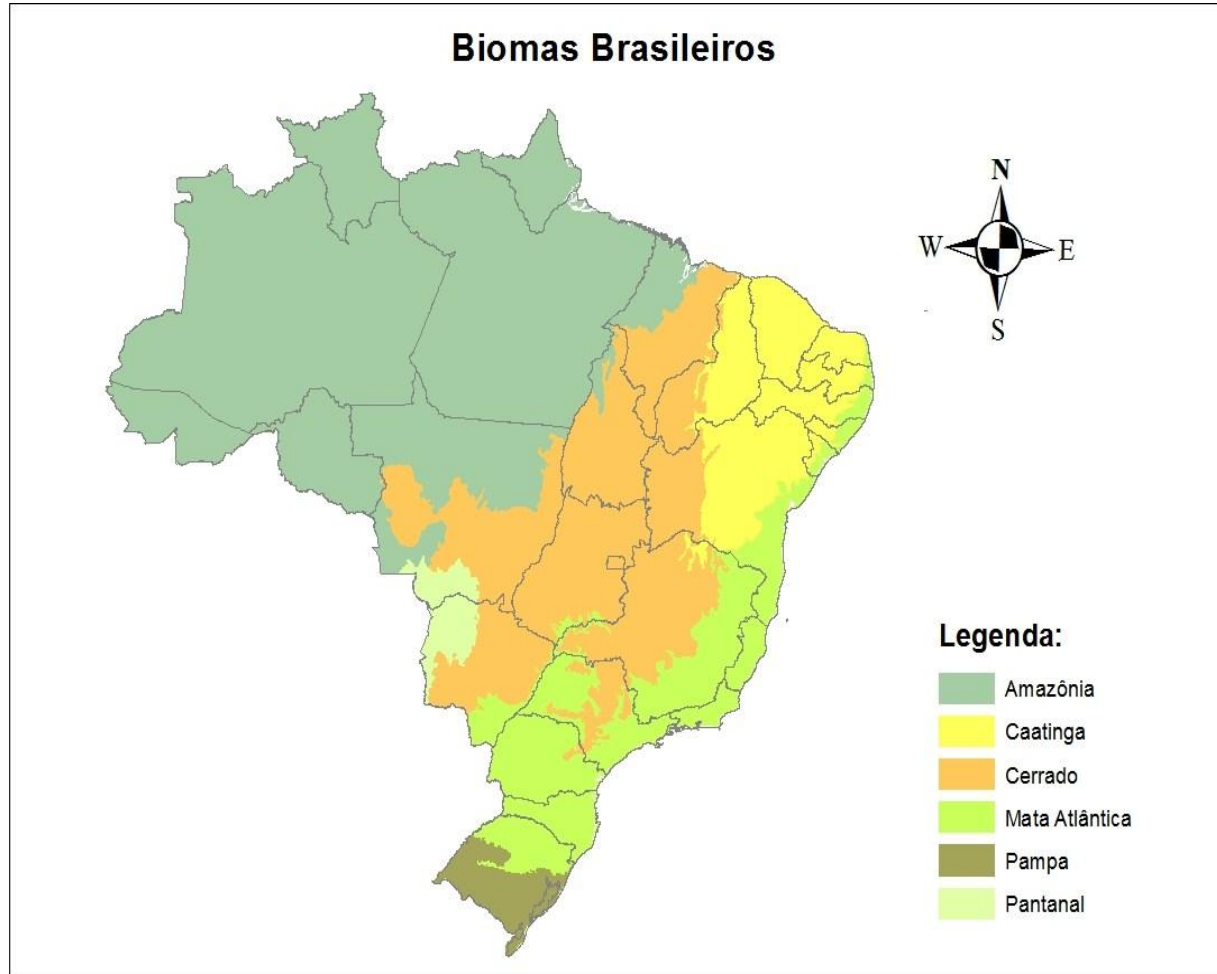 Biomas Brasileiros
N
W E
S
Legenda:
Amazônia
Caatinga
Cerrado
Mata Atlântica
Pampa
Pantanal